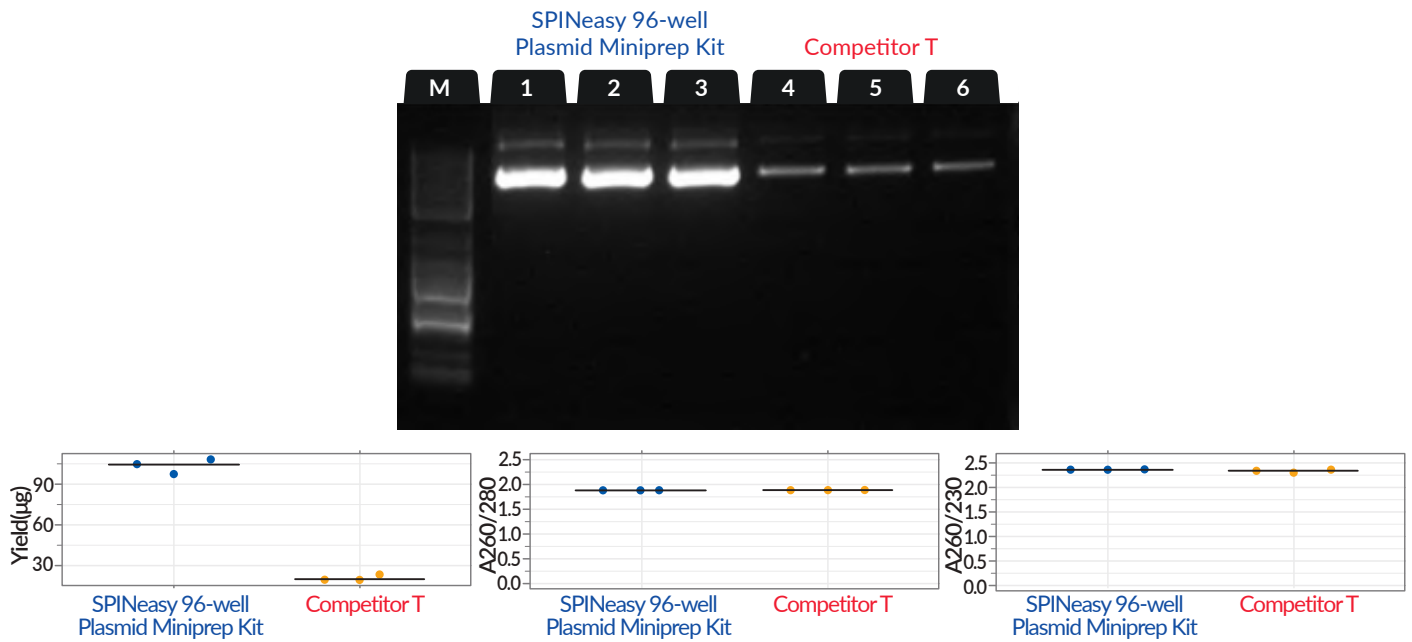 SPINeasy 96-well
Plasmid Miniprep Kit
Competitor T
M 1 2 3 4 5 6
Yield(µg)
90
60
30
SPINeasy 96-well
Plasmid Miniprep Kit
Competitor T
A260/280
2.5
2.0
1.5
1.0
0.5
0.0
SPINeasy 96-well
Plasmid Miniprep Kit
Competitor T
A260/230
2.5
2.0
1.5
1.0
0.5
0.0
SPINeasy 96-well
Plasmid Miniprep Kit
Competitor T